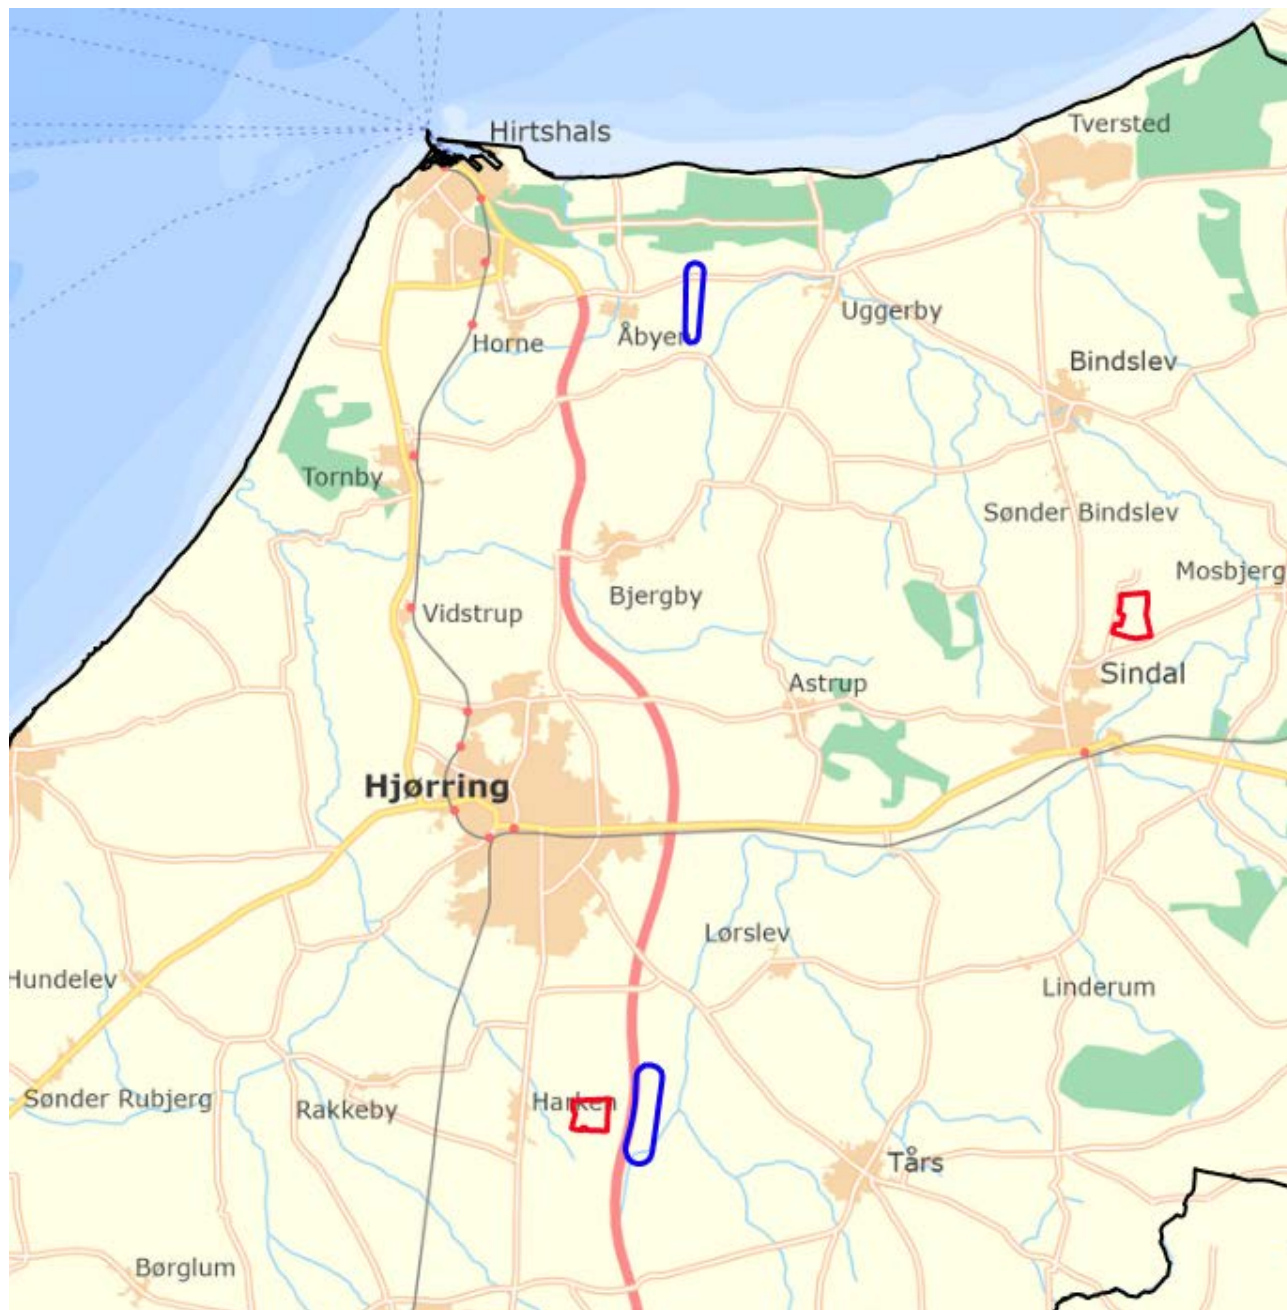 Tversted
Hirtshals
Uggerby
Åbyen
Horne
Bindslev
Tornby
Sønder Bindslev
Mosbjerg
Bjergby
Vidstrup
Sindal
Astrup
Hjørring
Lørslev
Hundelev
Linderum
Sønder Rubjerg
Harken
Rakkeby
Tårs
Børglum